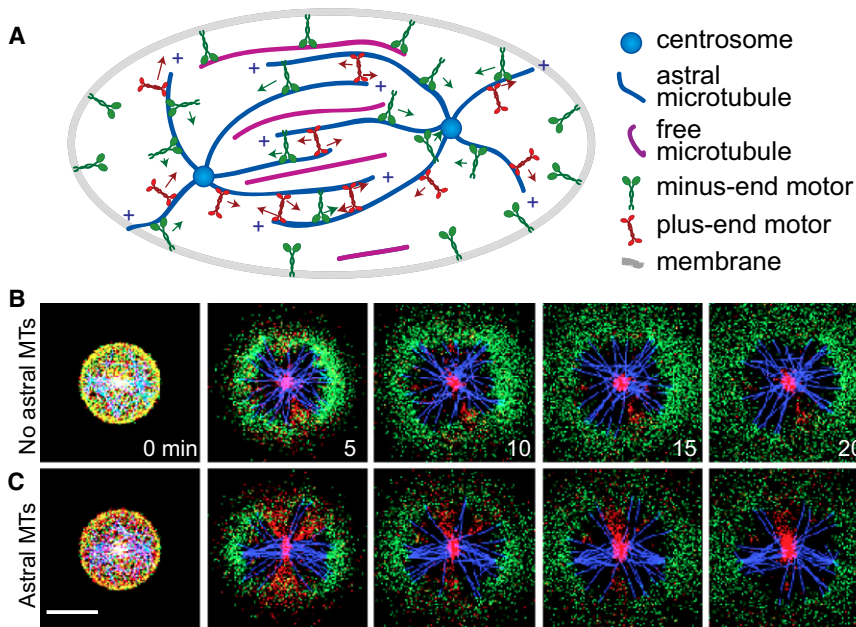 A
+
+
+
+
+
+
+
+
+
centrosome
astral
microtubule
free
microtubule
minus-end motor
plus-end motor
membrane
B
No astral MTs
0 min
5
10
15
20
C
Astral MTs